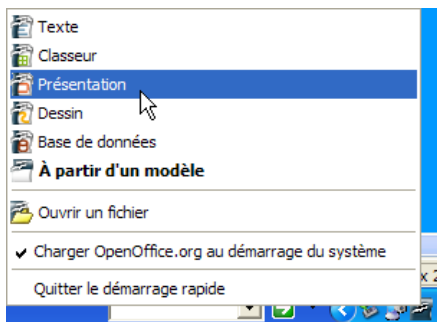 Texte
Classeur
Présentation
Dessin
Base de données
À partir d'un modèle
Ouvrir un fichier
Charger OpenOffice.org au démarrage du système
Quitter le démarrage rapide
x 2